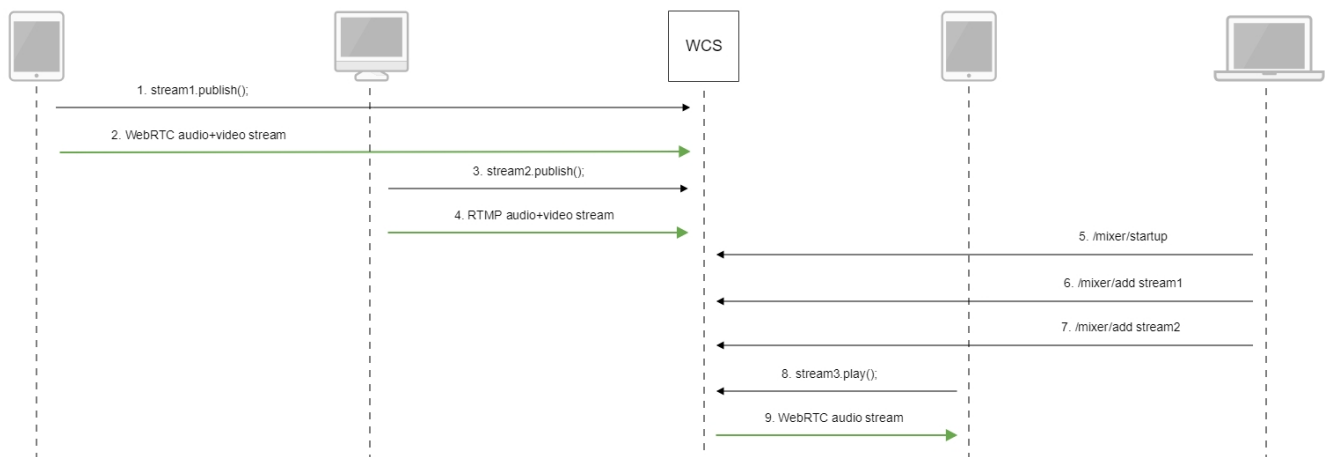 WCS
1. stream1.publish();
2. WebRTC audio+video stream
3. stream2.publish();
4. RTMP audio+video stream
5. /mixer/startup
6. /mixer/add stream1
7. /mixer/add stream2
8. stream3.play();
9. WebRTC audio stream